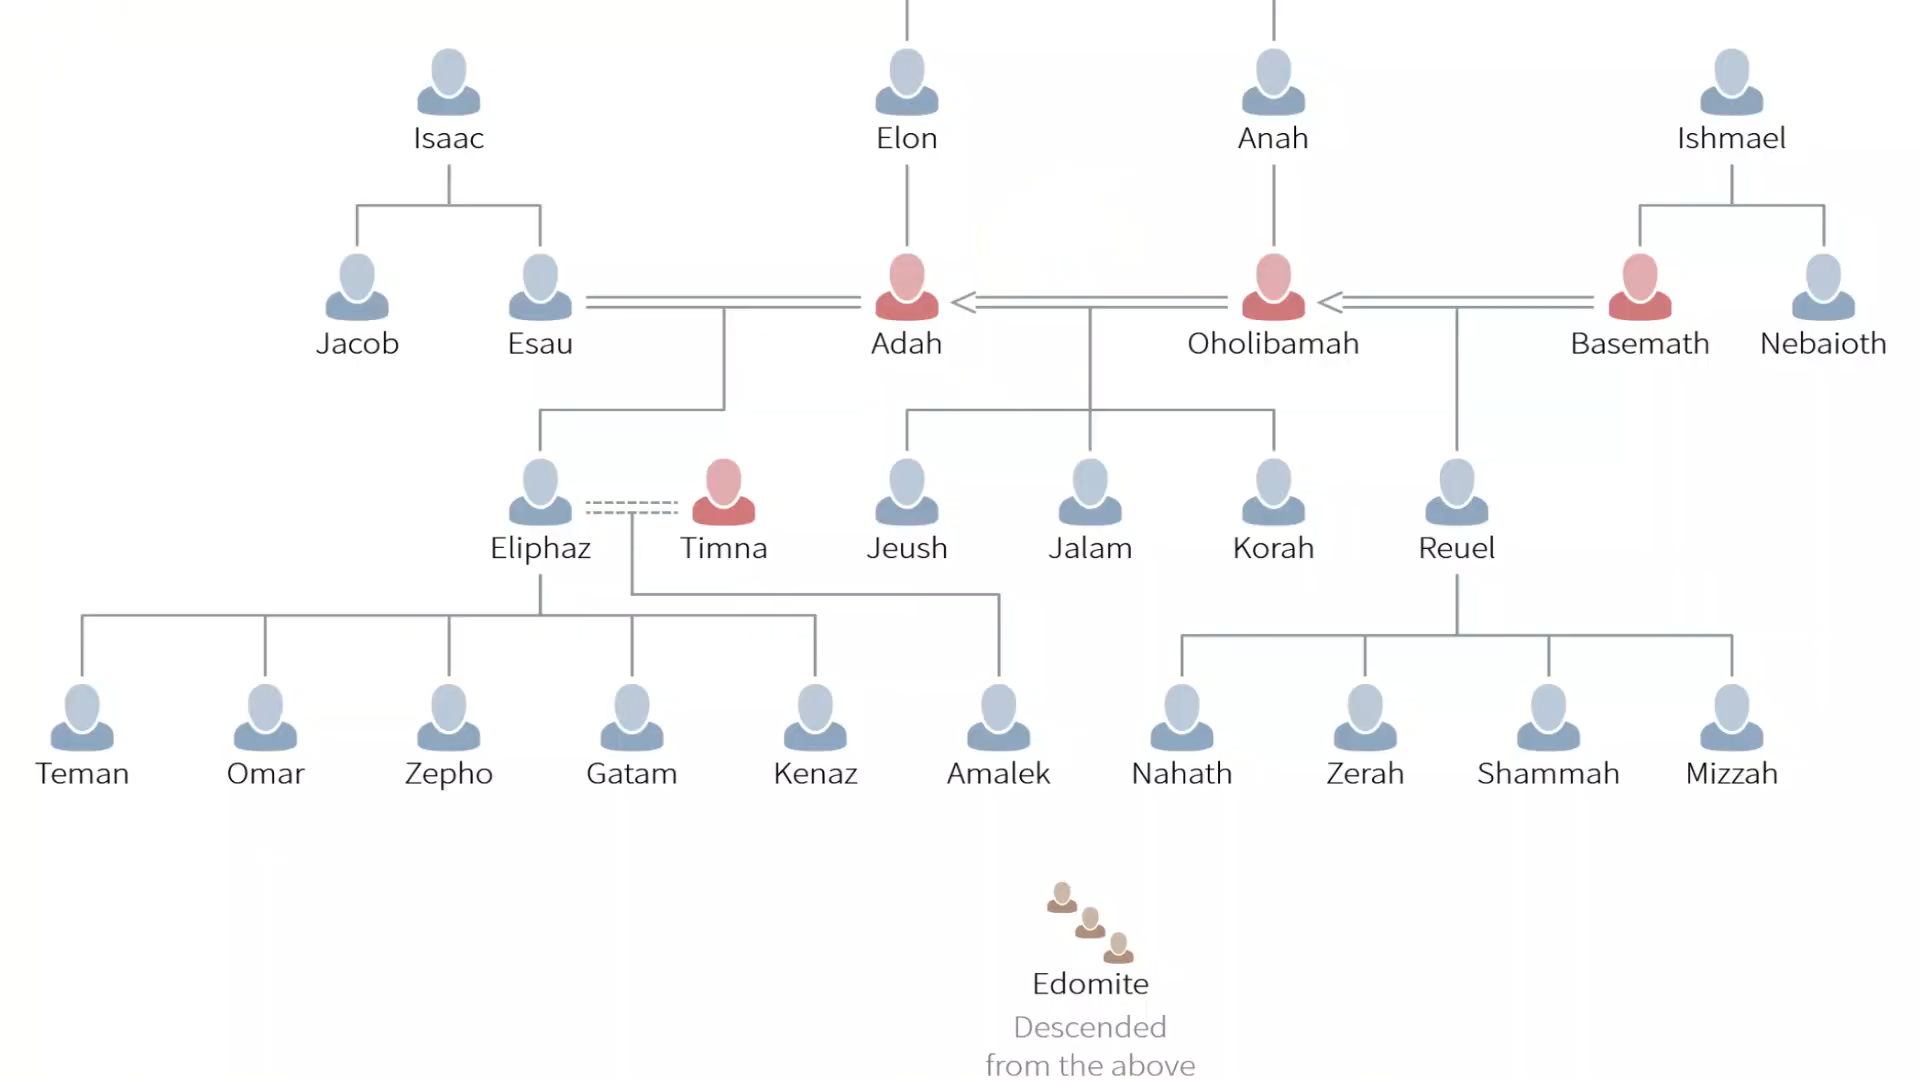 Isaac
Elon
Anah
Ishmael
Jacob
Esau
Adah
Oholibamah
Basemath
Nebaioth
Eliphaz
Timna
Jeush
Jalam
Korah
Reuel
Teman
Omar
Zepho
Gatam
Kenaz
Amalek
Nahath
Zerah
Shammah
Mizzah
Edomite
Descended
from the above